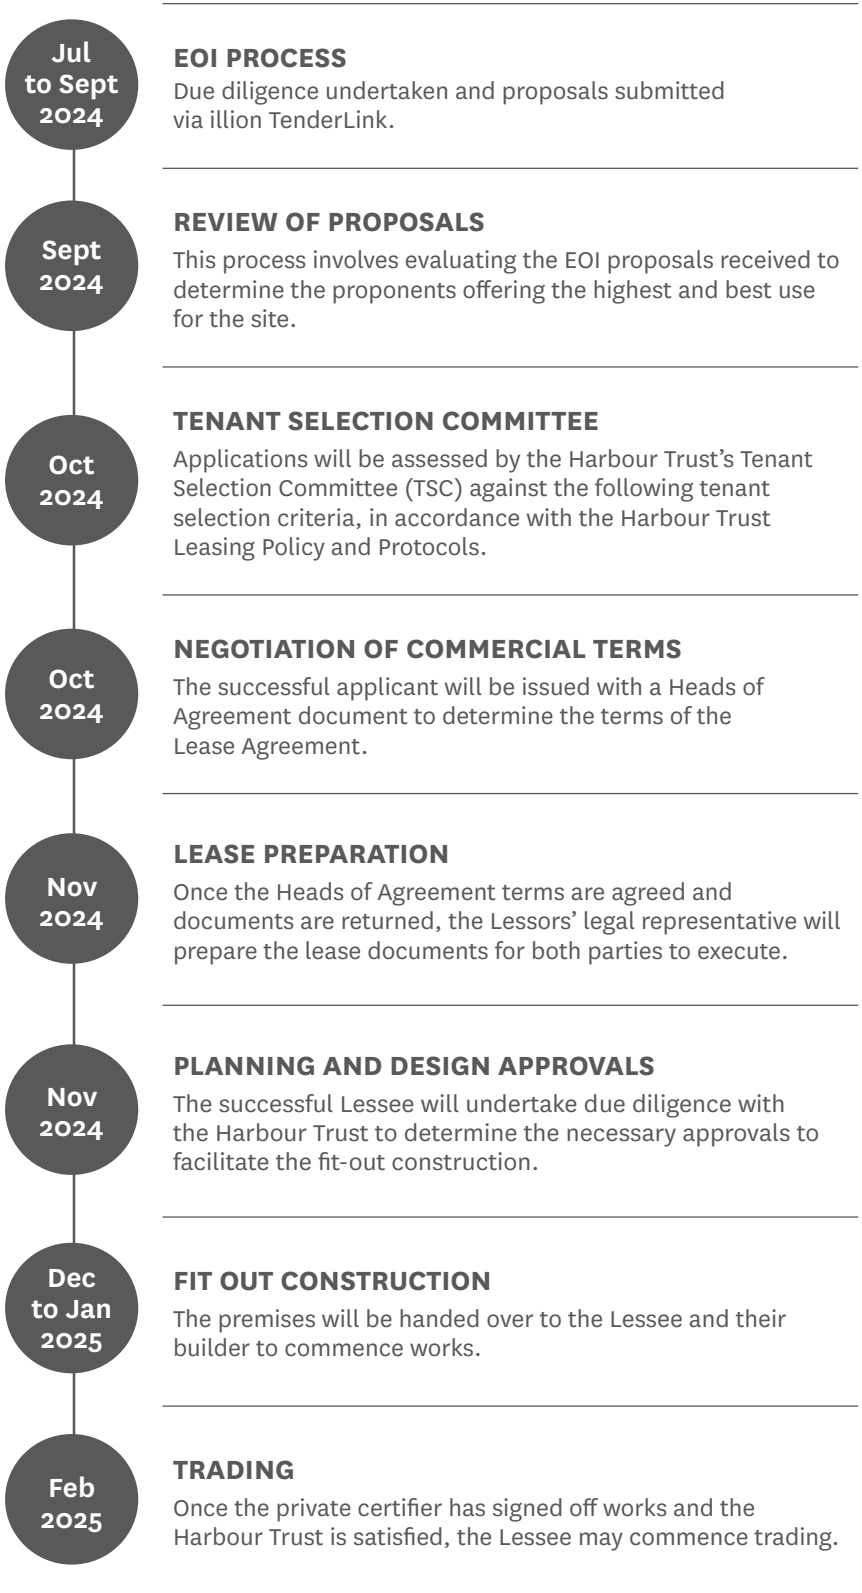 Jul
to Sept
2024
EOI PROCESS
Due diligence undertaken and proposals submitted
via illion TenderLink.
Sept
2024
REVIEW OF PROPOSALS
This process involves evaluating the EOI proposals received to
determine the proponents offering the highest and best use
for the site.
Oct
2024
TENANT SELECTION COMMITTEE
Applications will be assessed by the Harbour Trust’s Tenant
Selection Committee (TSC) against the following tenant
selection criteria, in accordance with the Harbour Trust
Leasing Policy and Protocols.
Oct
2024
NEGOTIATION OF COMMERCIAL TERMS
The successful applicant will be issued with a Heads of
Agreement document to determine the terms of the
Lease Agreement.
Nov
2024
LEASE PREPARATION
Once the Heads of Agreement terms are agreed and
documents are returned, the Lessors’ legal representative will
prepare the lease documents for both parties to execute.
Nov
2024
PLANNING AND DESIGN APPROVALS
The successful Lessee will undertake due diligence with
the Harbour Trust to determine the necessary approvals to
facilitate the fit-out construction.
Dec
to Jan
2025
FIT OUT CONSTRUCTION
The premises will be handed over to the Lessee and their
builder to commence works.
Feb
2025
TRADING
Once the private certifier has signed off works and the
Harbour Trust is satisfied, the Lessee may commence trading.